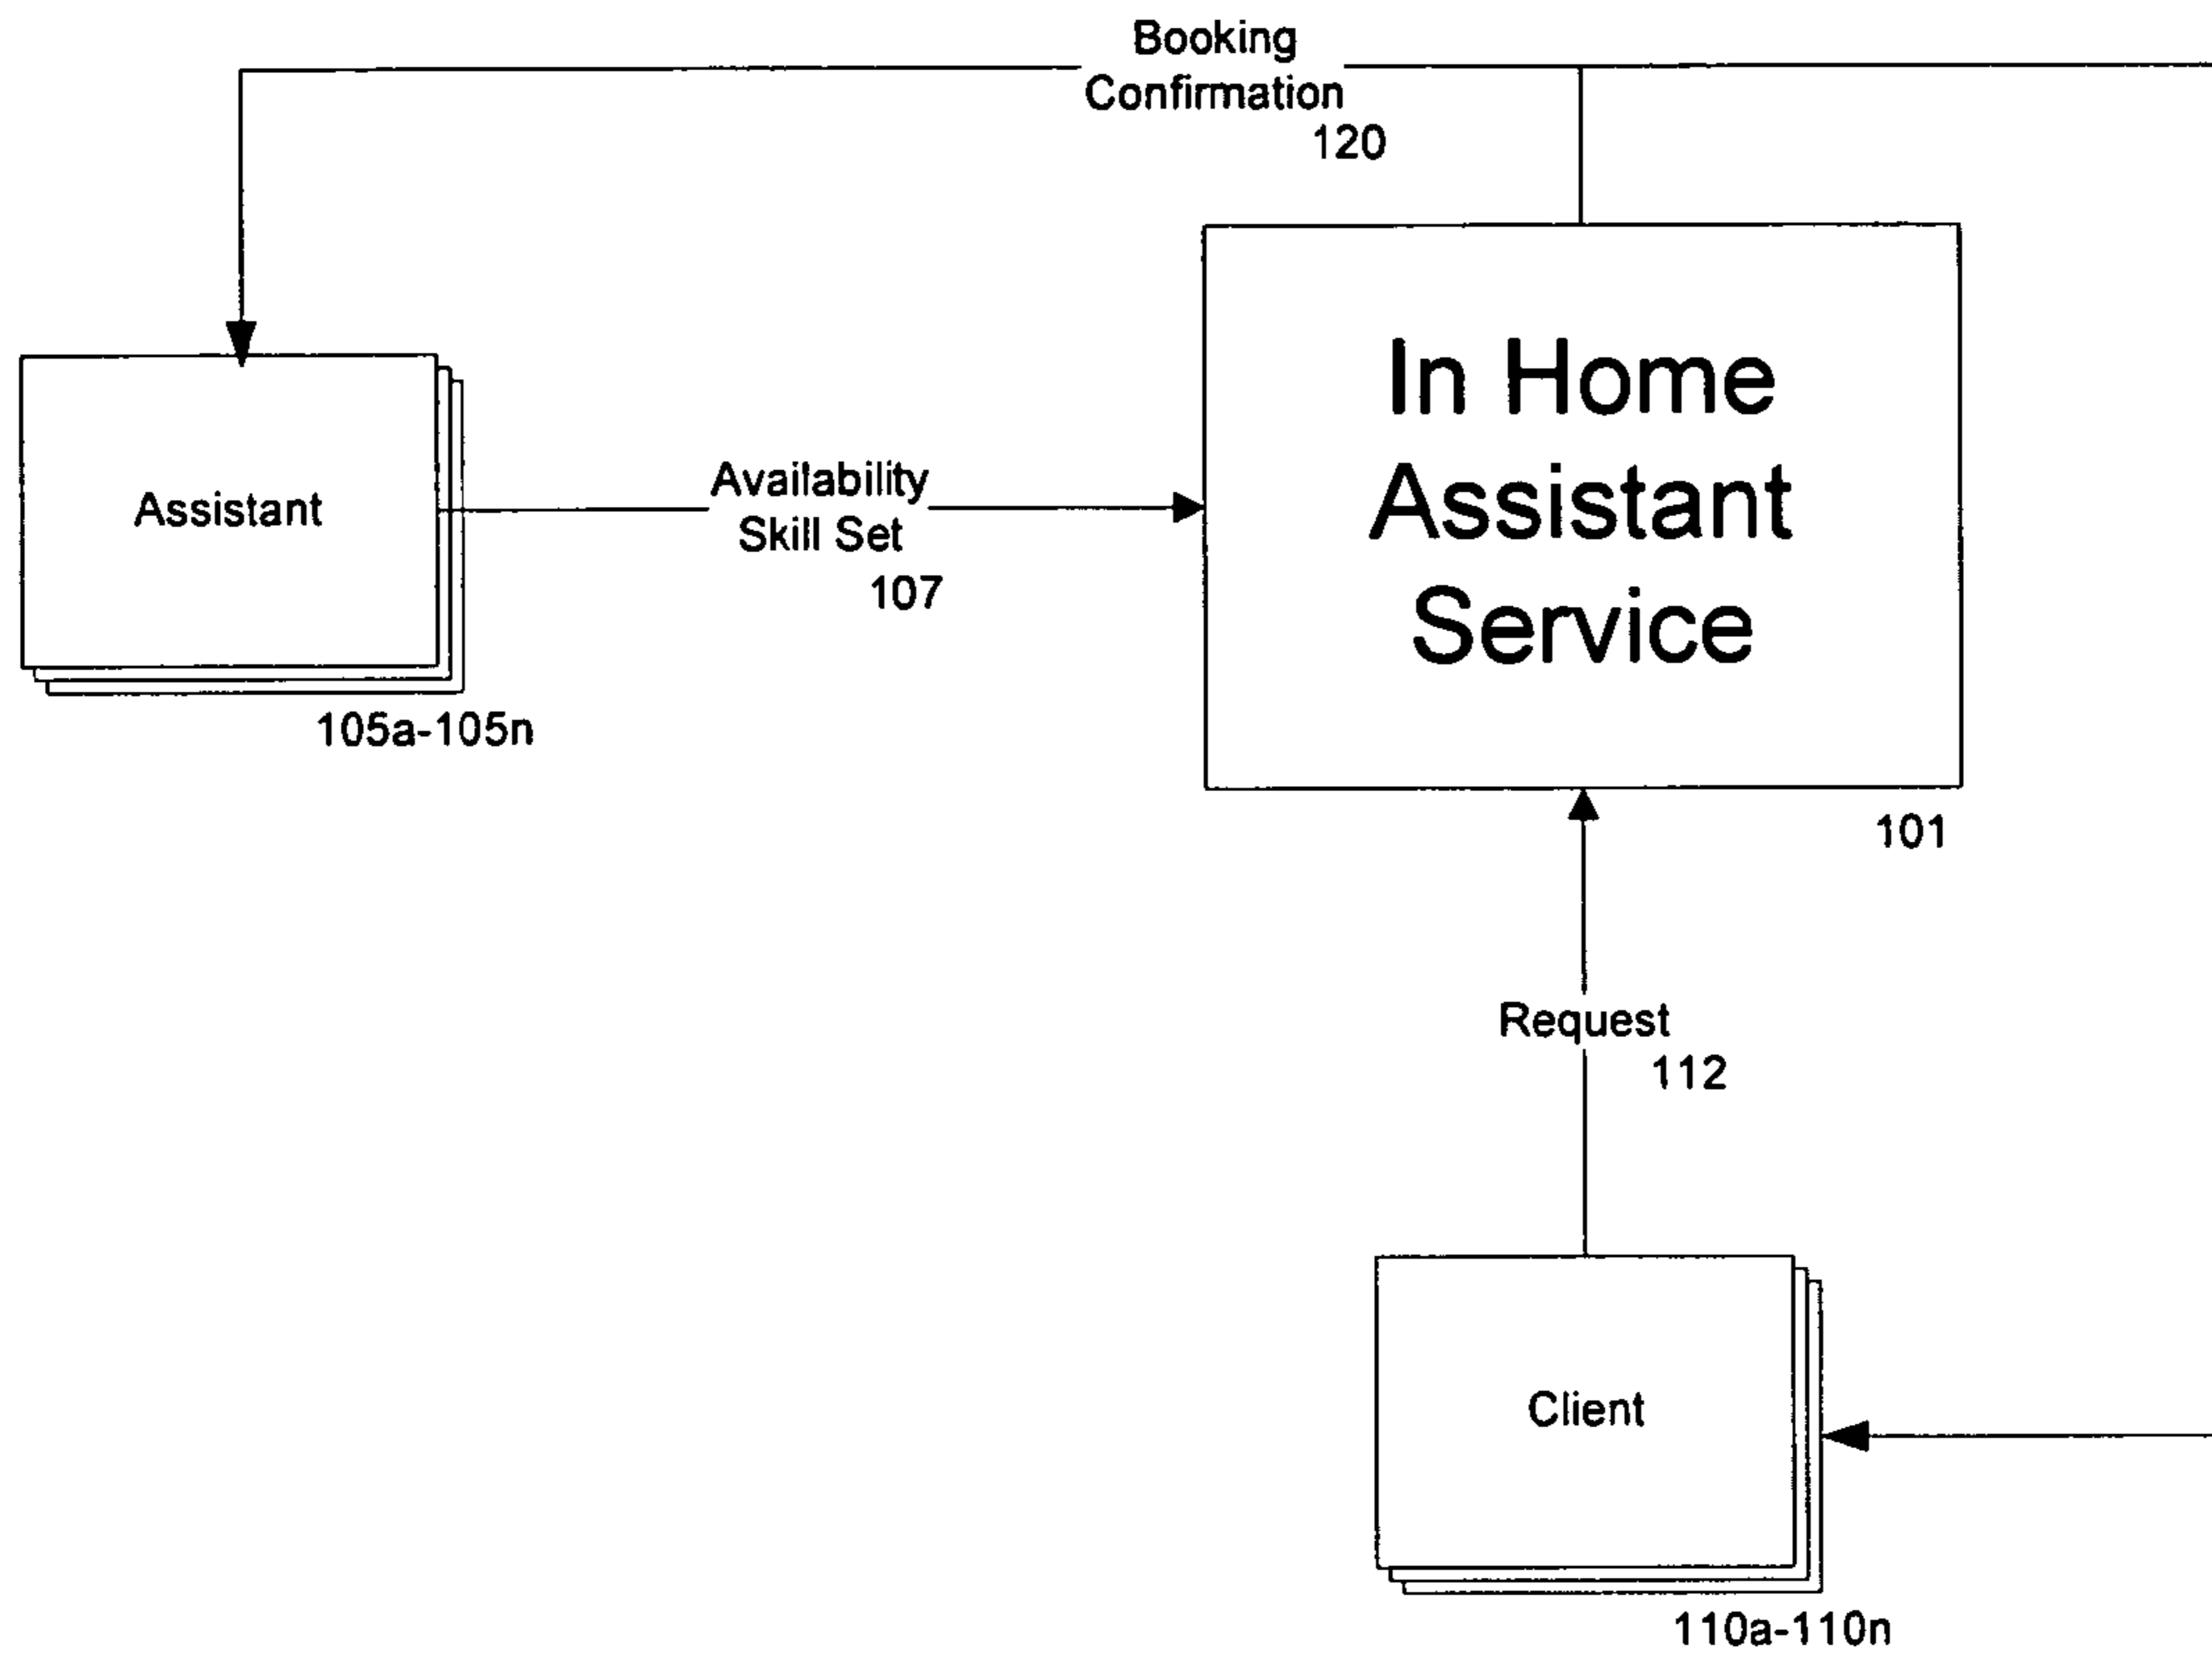 Booking
Confirmation
120
In Home
Assistant
Service
101
Assistant
105a-105n
Availability
Skill Set
107
Request
112
Client
110a-110n